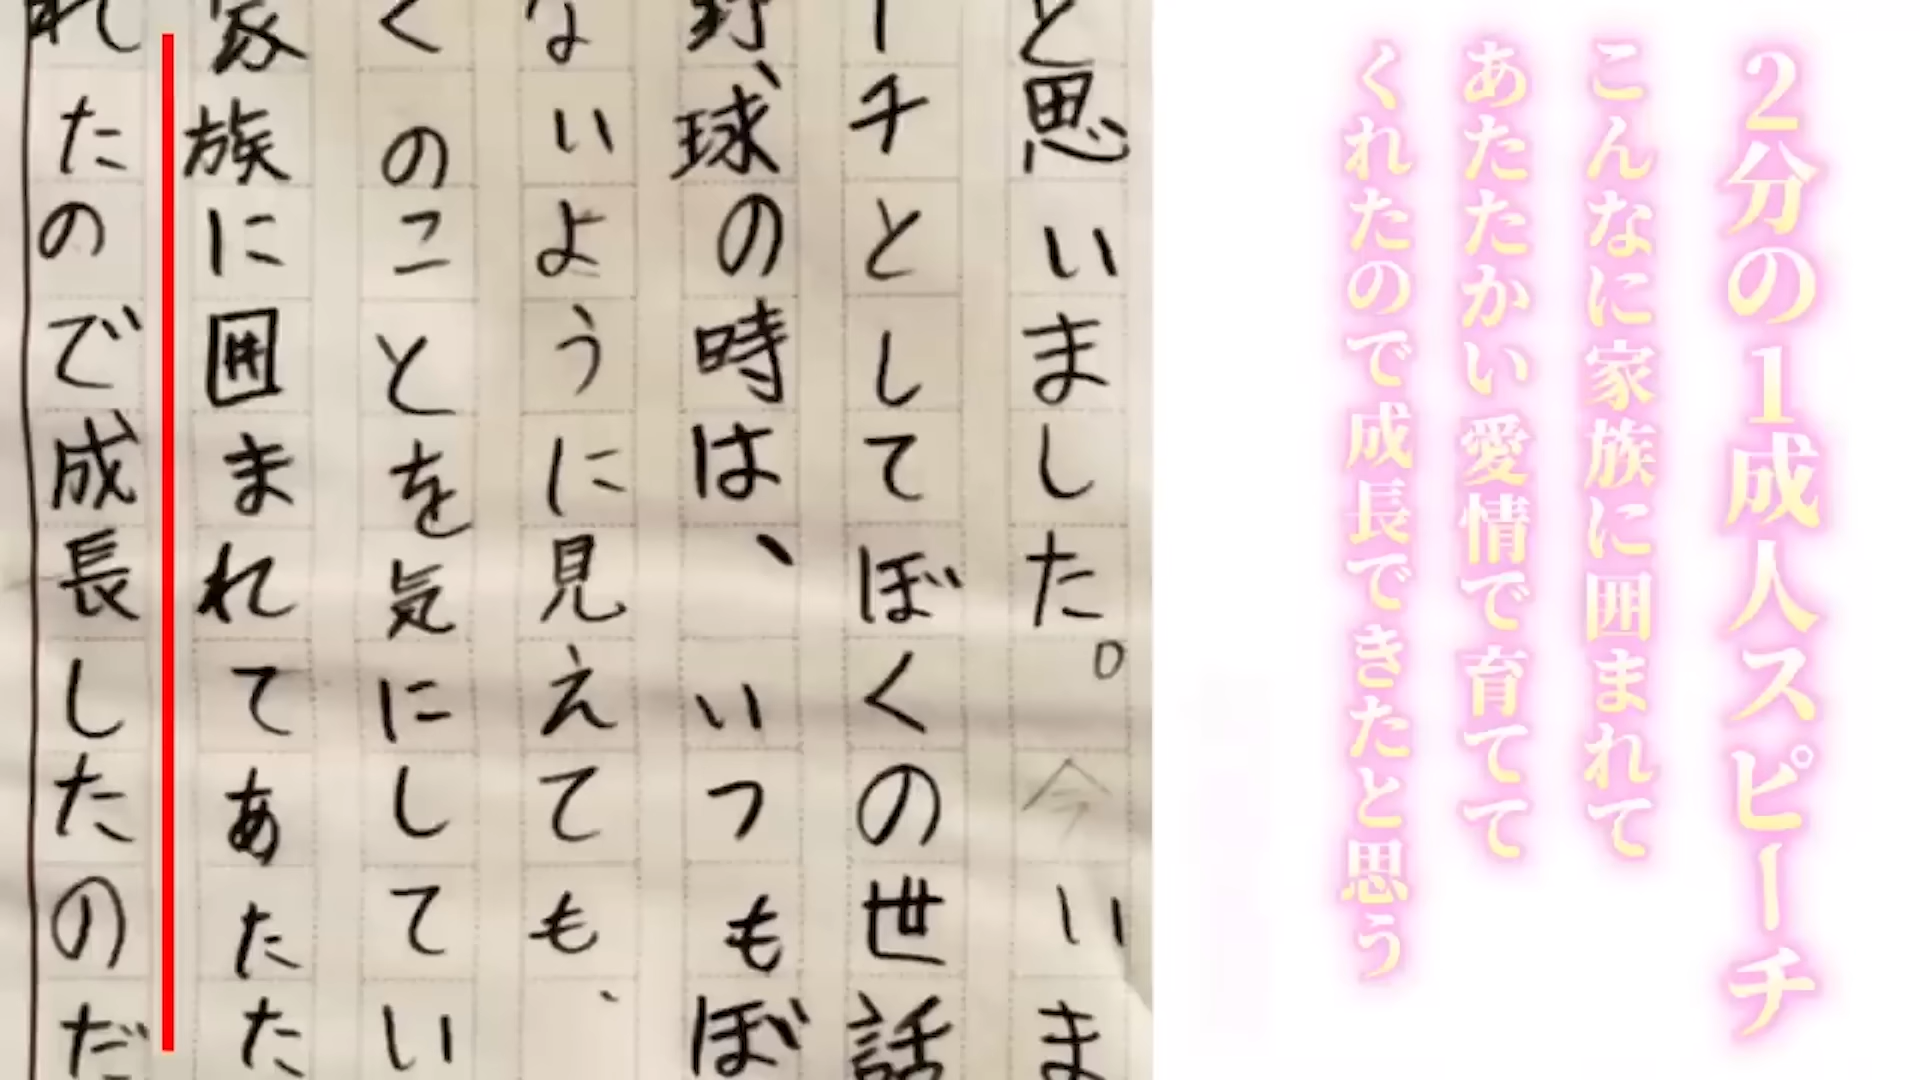 2分の1成人スピーチ
こんなに家族に囲まれて
あたたかい愛情で育てて
くれたので成長できたと思う
と思いました。今いま
ーチとしてぼくの世話
野球の時は、いつもぼ
ないように見えても、
くのことを気にしてい
家族に囲まれてあたた
れたので成長したのだ